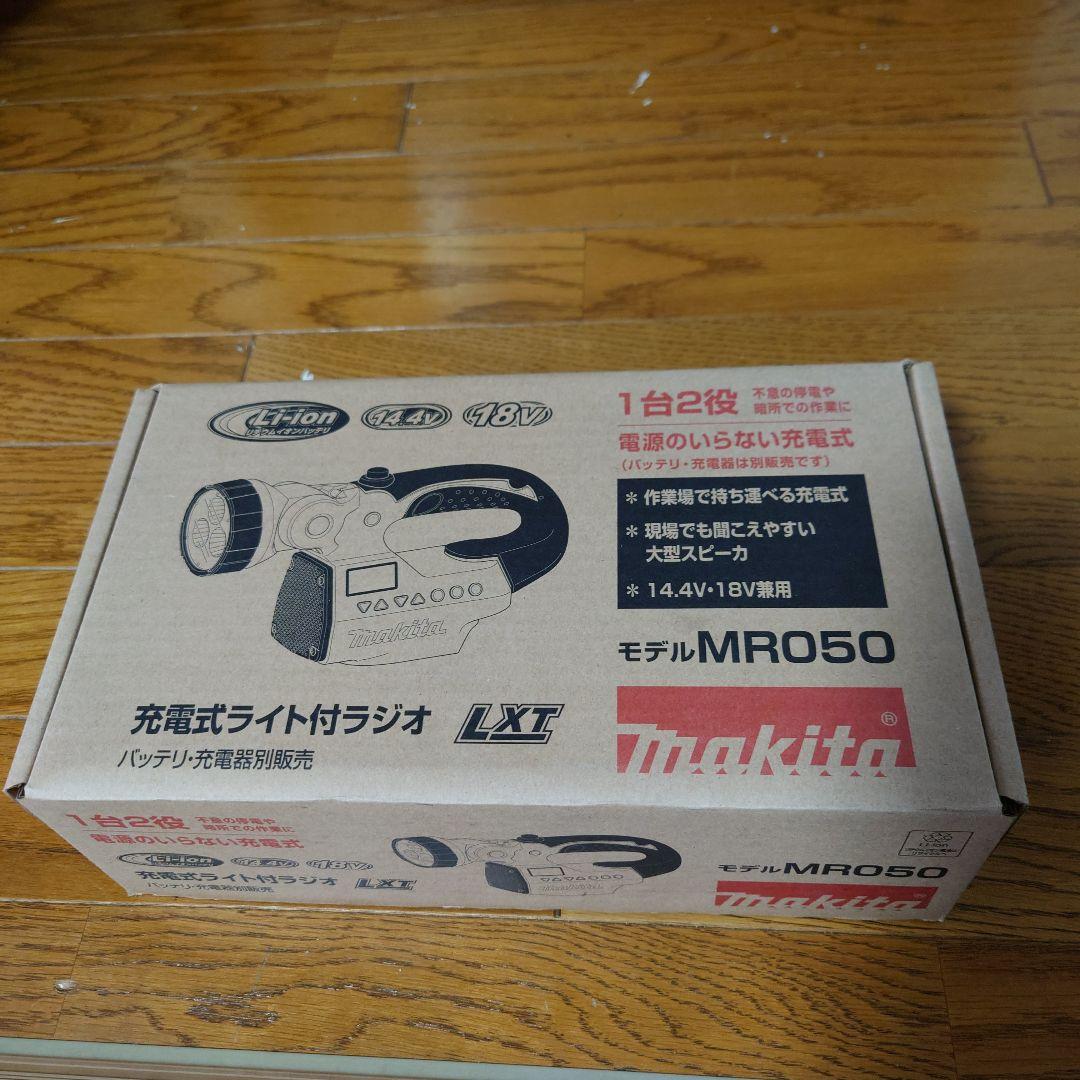 Li-ion
リチウムイオンバッテリ
14.4V
18V
1台2役
不意の停電や
暗所での作業に
電源のいらない充電式
(バッテリ・充電器は別販売です)
* 作業場で持ち運べる充電式
* 現場でも聞こえやすい
大型スピーカ
* 14.4V・18V兼用
makita
モデルMR050
充電式ライト付ラジオ
LXT
バッテリ・充電器別販売
makita®
1台2役
不意の停電や
暗所での作業に
電源のいらない充電式
Li-ion
14.4V
18V
充電式ライト付ラジオ
LXT
バッテリ・充電器別販売
makita
モデルMR050
makita
Li-ion